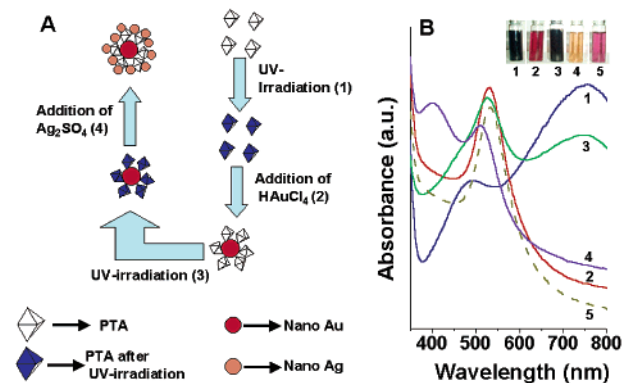 A
UV-
Irradiation (1)
Addition of
Ag2SO4 (4)
Addition of
HAuCl4 (2)
UV-irradiation (3)
PTA
Nano Au
PTA after
UV-irradiation
Nano Ag
B
1 2 3 4 5
1
3
4
2
5
Absorbance (a.u.)
400 500 600 700 800
Wavelength (nm)